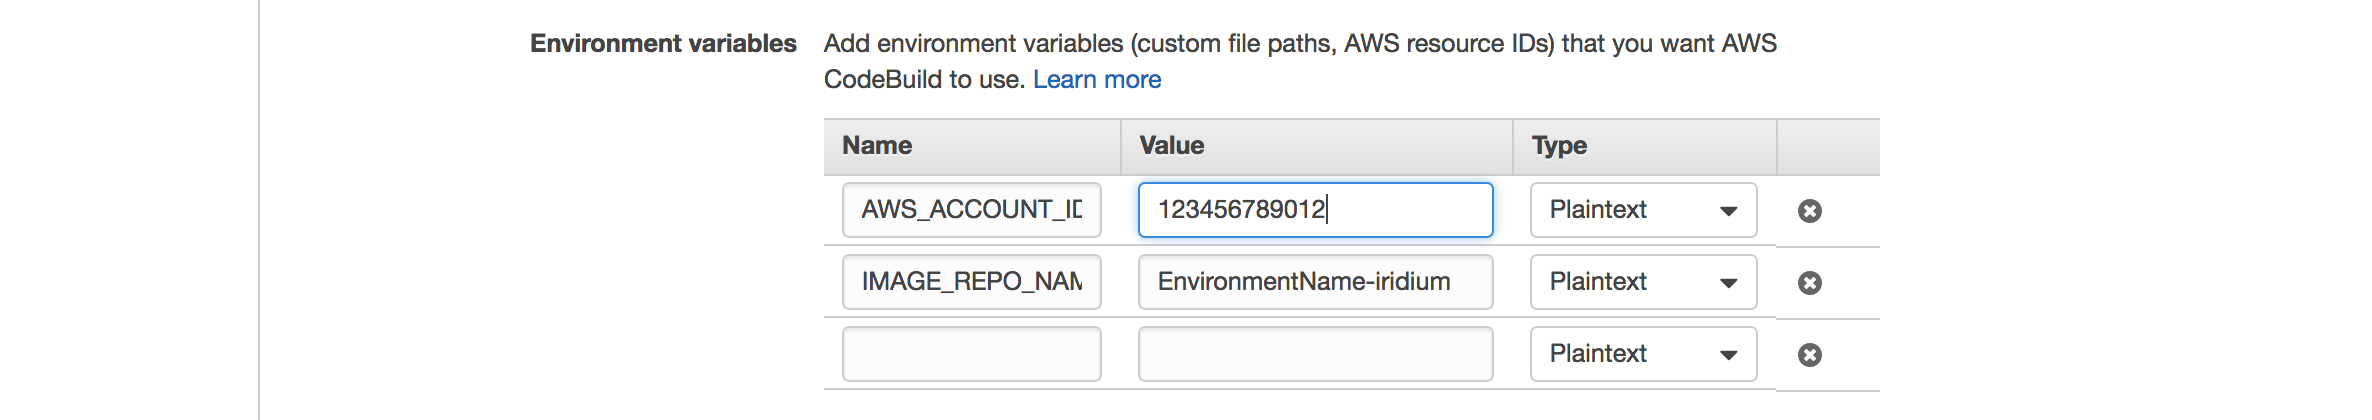 Environment variables Add environment variables (custom file paths, AWS resource IDs) that you want AWS
CodeBuild to use. Learn more
Name Value Type
AWS_ACCOUNT_ID 123456789012 Plaintext
IMAGE_REPO_NAM EnvironmentName-iridium Plaintext
Plaintext